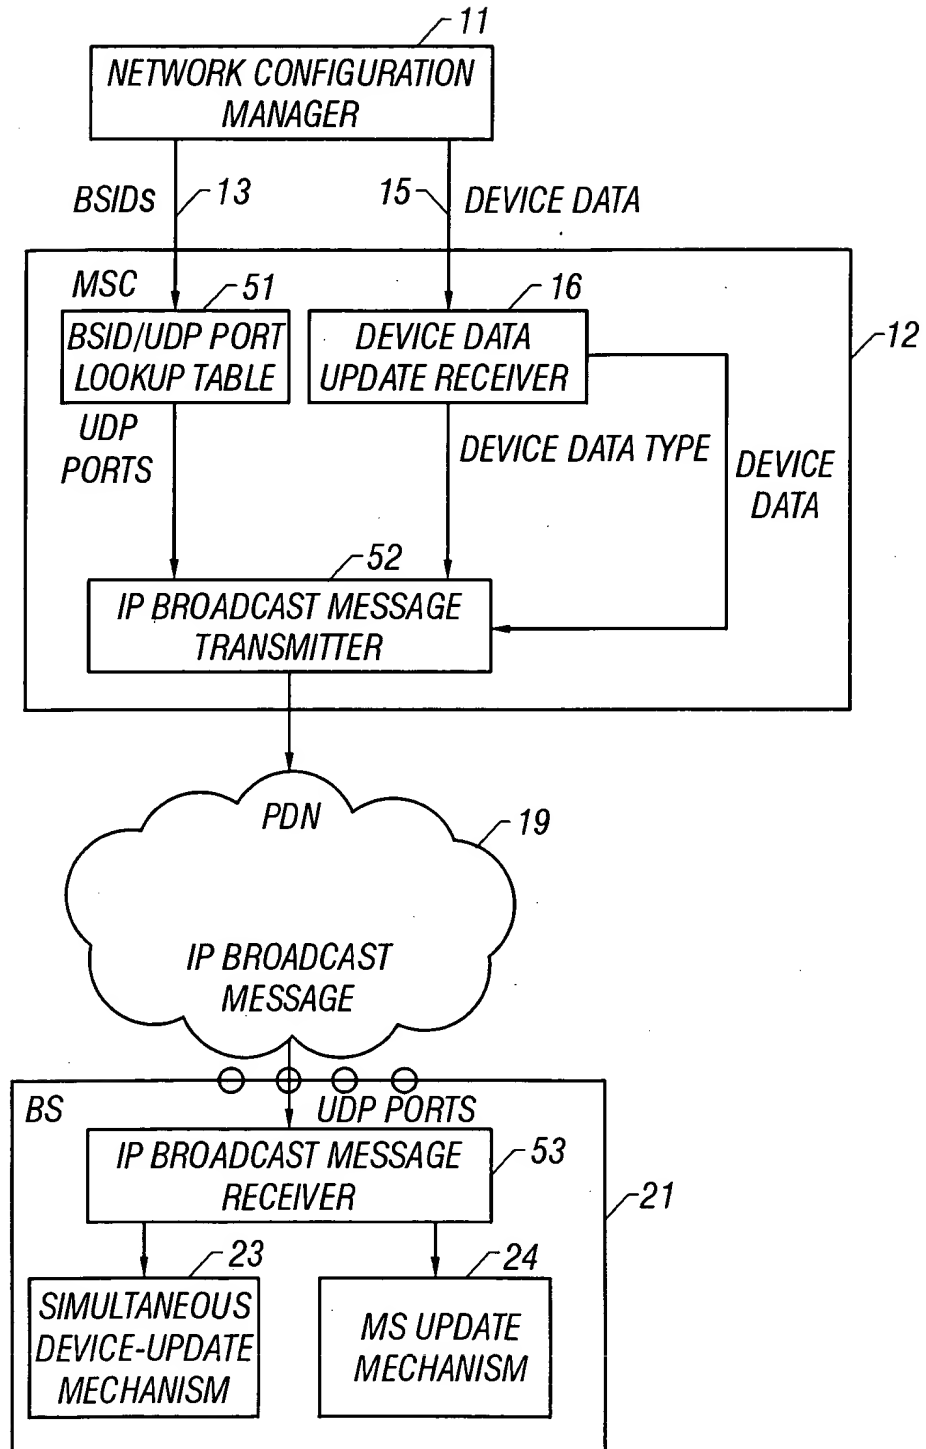 11
NETWORK CONFIGURATION
MANAGER
BSIDs
13
15
DEVICE DATA
MSC
51
16
BSID/UDP PORT
LOOKUP TABLE
DEVICE DATA
UPDATE RECEIVER
12
UDP
PORTS
DEVICE DATA TYPE
DEVICE
DATA
52
IP BROADCAST MESSAGE
TRANSMITTER
PDN
19
IP BROADCAST
MESSAGE
BS
UDP PORTS
IP BROADCAST MESSAGE
RECEIVER
53
21
23
24
SIMULTANEOUS
DEVICE-UPDATE
MECHANISM
MS UPDATE
MECHANISM